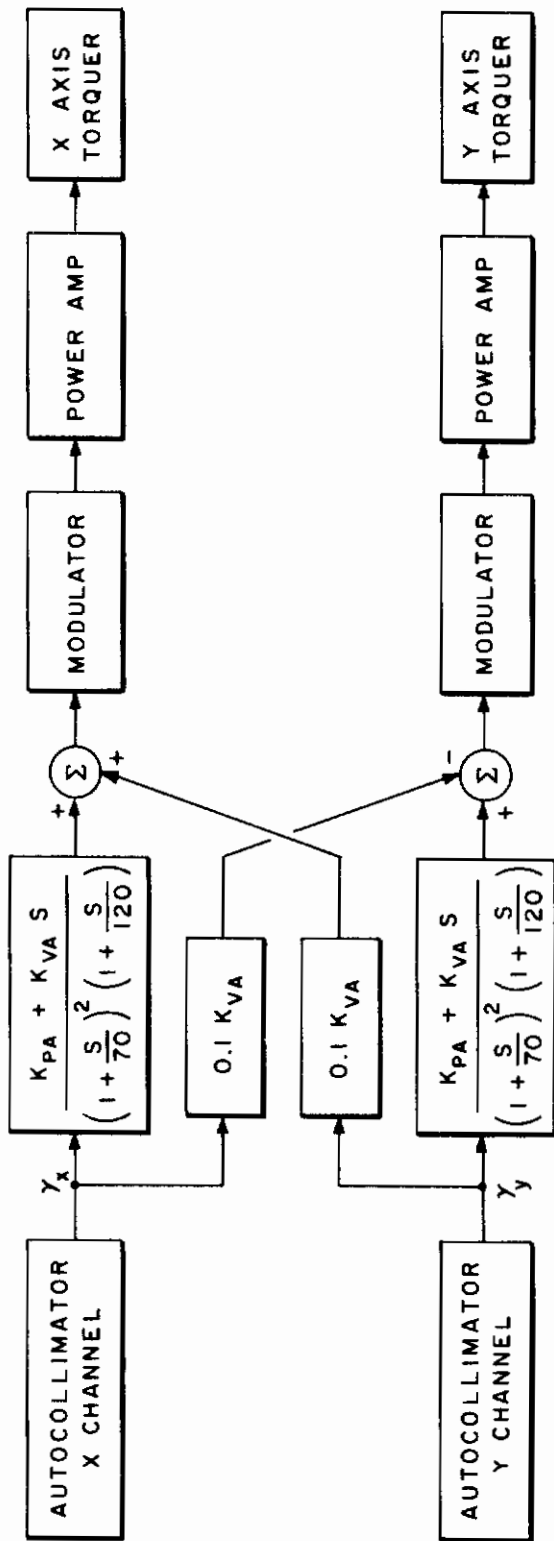 AUTOCOLLIMATOR
X CHANNEL
γx
K_PA + K_VA S
(1 + S/70)² (1 + S/120)
+
Σ
+
MODULATOR
POWER AMP
X AXIS
TORQUER
0.1 K_VA
0.1 K_VA
AUTOCOLLIMATOR
Y CHANNEL
γy
K_PA + K_VA S
(1 + S/70)² (1 + S/120)
+
Σ
-
MODULATOR
POWER AMP
Y AXIS
TORQUER